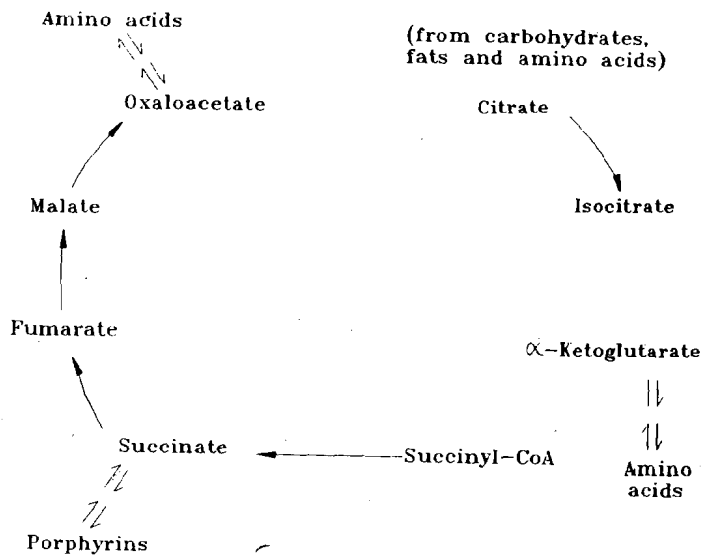 Amino acids
(from carbohydrates,
fats and amino acids)
Oxaloacetate
Citrate
Malate
Isocitrate
Fumarate
α-Ketoglutarate
Succinate
Succinyl-CoA
Amino
acids
Porphyrins